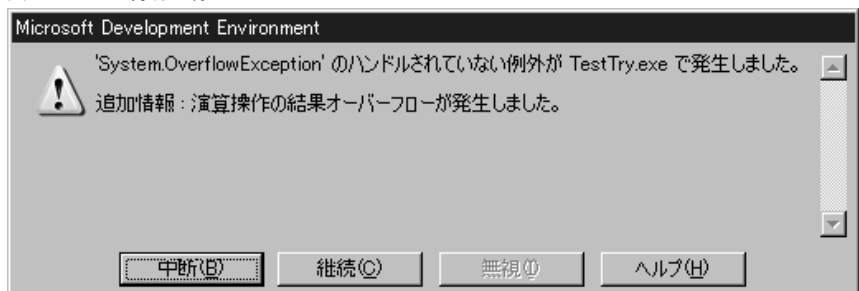 Microsoft Development Environment
'System.OverflowException' のハンドルされていない例外が TestTry.exe で発生しました。
追加情報 : 演算操作の結果オーバーフローが発生しました。
中断(B) 継続(C) 無視(I) ヘルプ(H)